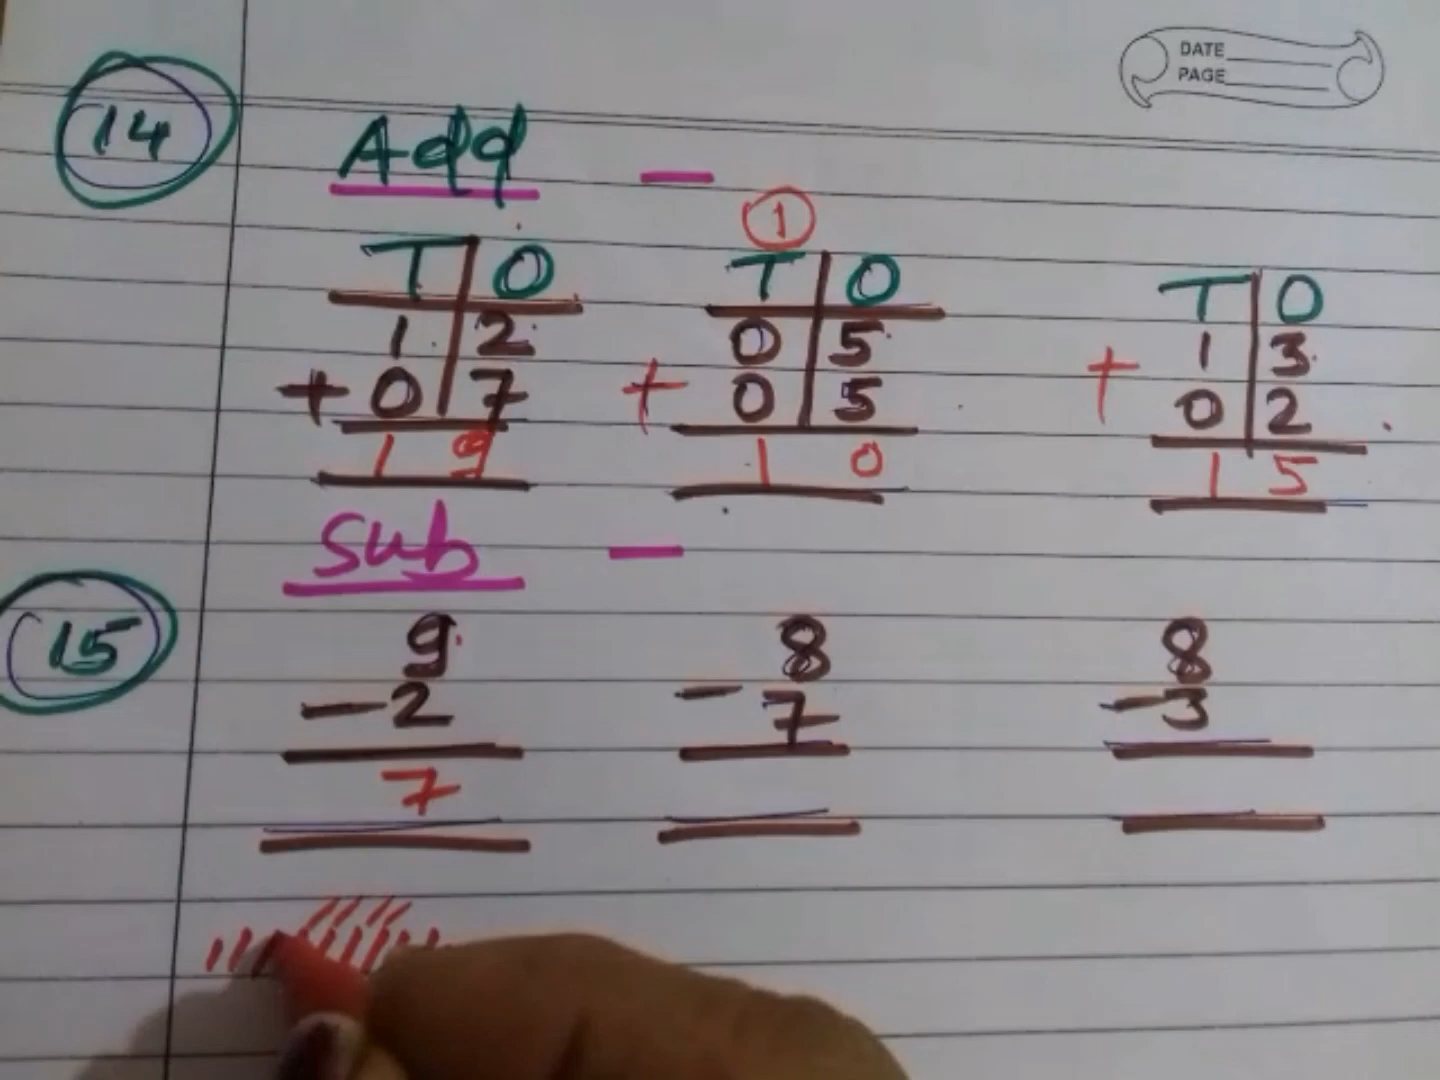 DATE
PAGE
14 Add —
1
T O T O T O
1 2 0 5 1 3
+ 0 7 + 0 5 + 0 2
1 9 1 0 1 5
Sub —
15 9 8 8
- 2 - 7 - 3
7